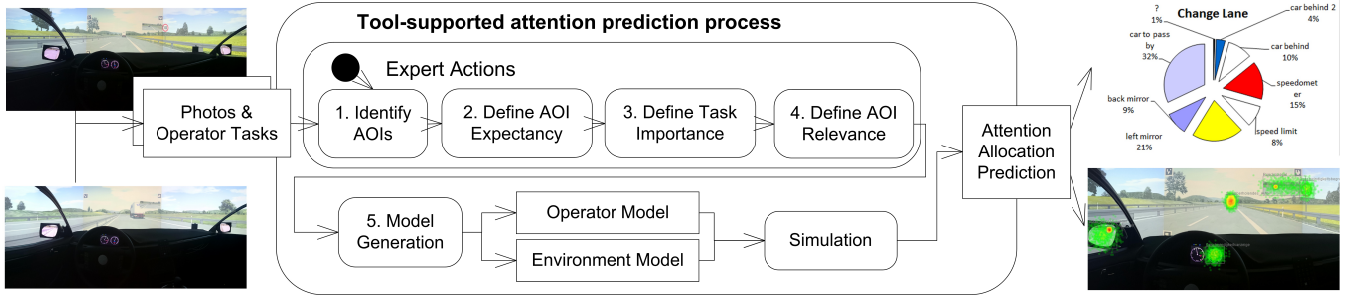 Tool-supported attention prediction process
Expert Actions
Photos &
Operator Tasks
1. Identify
AOIs
2. Define AOI
Expectancy
3. Define Task
Importance
4. Define AOI
Relevance
5. Model
Generation
Operator Model
Environment Model
Simulation
Attention
Allocation
Prediction
Change Lane
?
1%
car behind 2
4%
car behind
10%
speedomet
er
15%
speed limit
8%
left mirror
21%
back mirror
9%
car to pass
by
32%